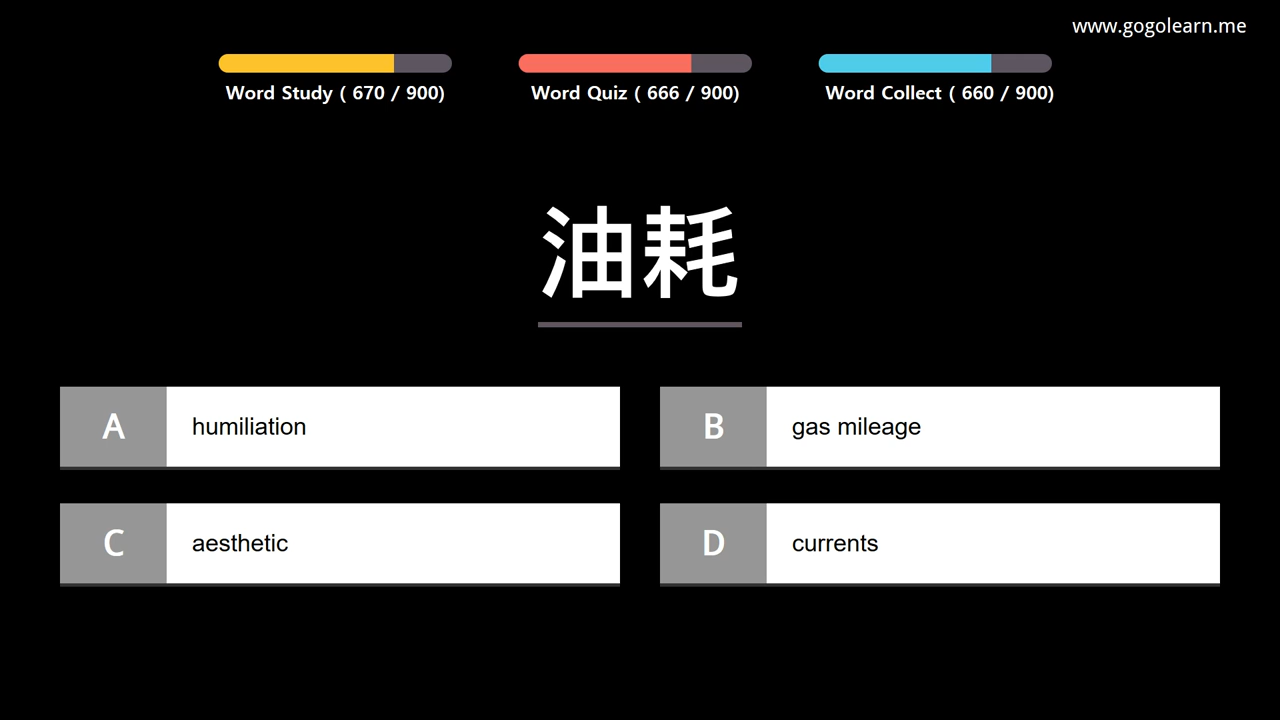 www.gogolearn.me
Word Study ( 670 / 900)
Word Quiz ( 666 / 900)
Word Collect ( 660 / 900)
油耗
A humiliation
B gas mileage
C aesthetic
D currents